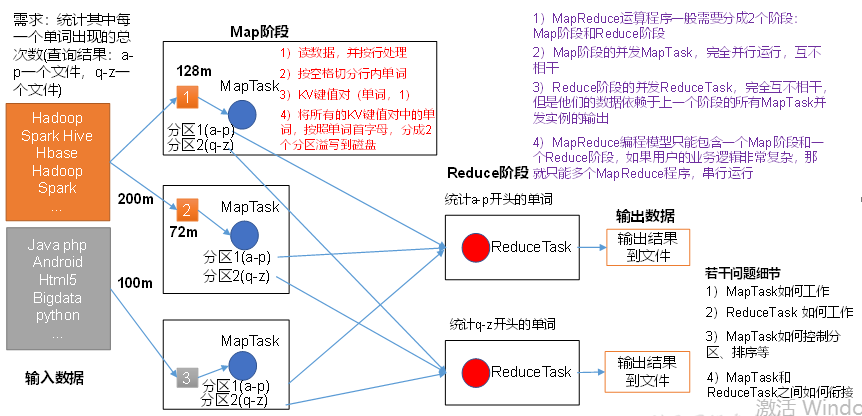 需求：统计其中每
一个单词出现的总
次数(查询结果：a-
p一个文件，q-z一
个文件)
Hadoop
Spark Hive
Hbase
Hadoop
Spark
...
200m
Java php
Android
Html5
Bigdata
python
...
100m
输入数据
Map阶段
128m
1
MapTask
分区1(a-p)
分区2(q-z)
1）读数据，并按行处理
2）按空格切分行内单词
3）KV键值对（单词，1）
4）将所有的KV键值对中的单
词，按照单词首字母，分成2
个分区溢写到磁盘
2
72m
MapTask
分区1(a-p)
分区2(q-z)
3
MapTask
分区1(a-p)
分区2(q-z)
Reduce阶段
统计a-p开头的单词
ReduceTask
统计q-z开头的单词
ReduceTask
输出数据
输出结果
到文件
输出结果
到文件
1）MapReduce运算程序一般需要分成2个阶段：
Map阶段和Reduce阶段
2）Map阶段的并发MapTask，完全并行运行，互不
相干
3）Reduce阶段的并发ReduceTask，完全互不相干，
但是他们的数据依赖于上一个阶段的所有MapTask并
发实例的输出
4）MapReduce编程模型只能包含一个Map阶段和一
个Reduce阶段，如果用户的业务逻辑非常复杂，那
就只能多个MapReduce程序，串行运行
若干问题细节
1）MapTask如何工作
2）ReduceTask 如何工作
3）MapTask如何控制分
区、排序等
4）MapTask和
ReduceTask之间如何衔接
激活 Windo